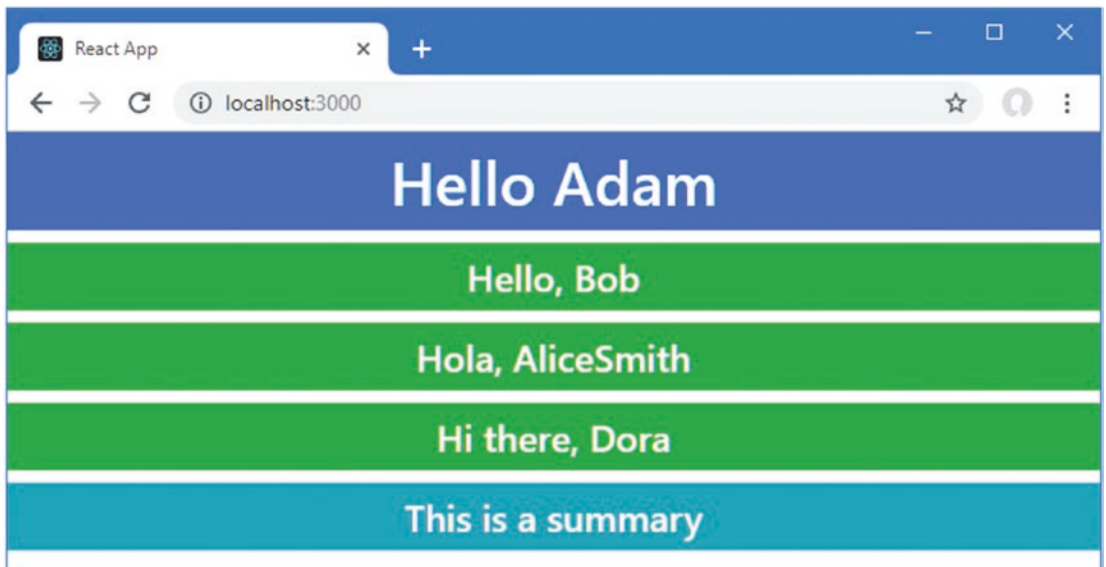 React App
localhost:3000
Hello Adam
Hello, Bob
Hola, AliceSmith
Hi there, Dora
This is a summary